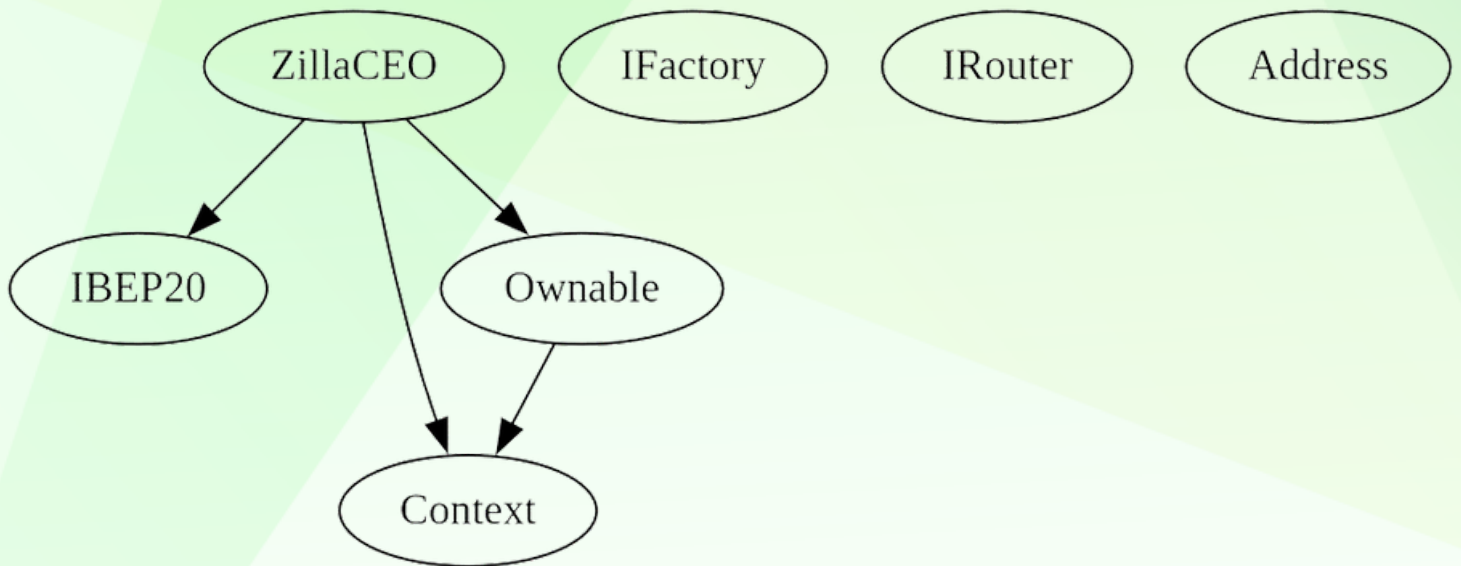 ZillaCEO
IFactory
IRouter
Address
IBEP20
Ownable
Context